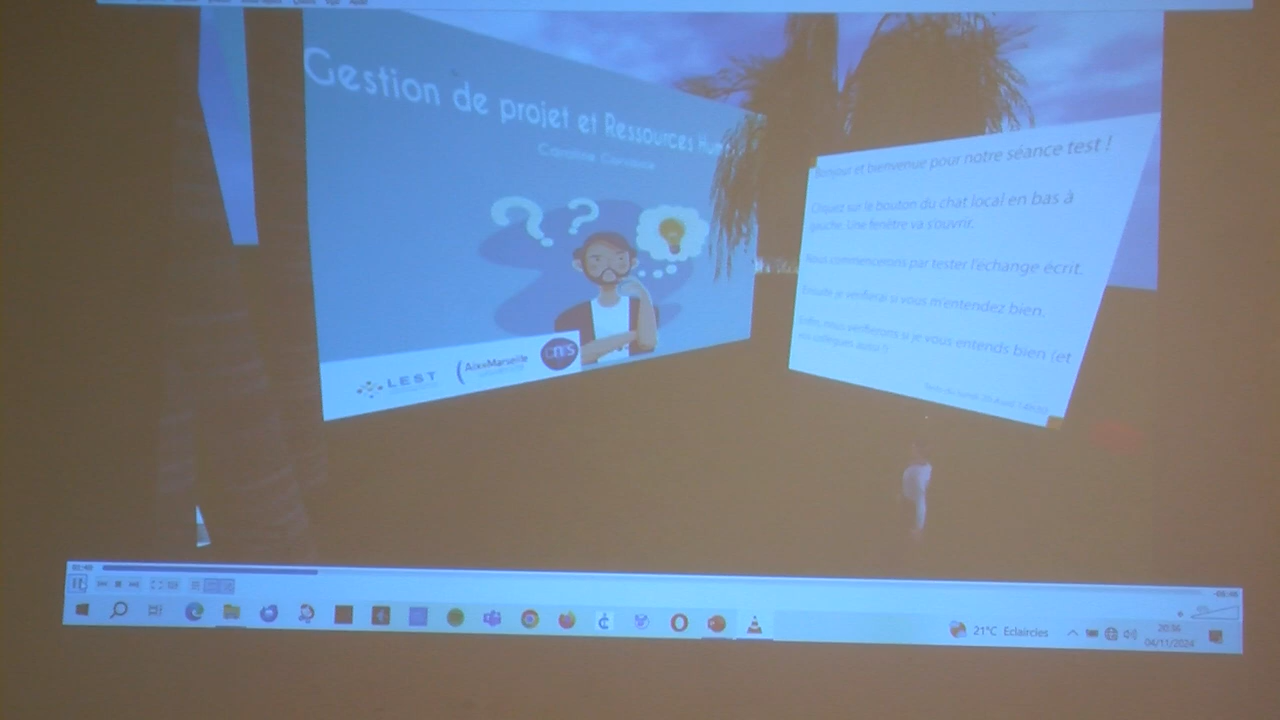 Gestion de projet et Ressources Hum
Caroline
? ?
LEST
Aix*Marseille
cnrs
Bonjour et bienvenue pour notre séance test !
Cliquez sur le bouton du chat local en bas à
gauche. Une fenêtre va s'ouvrir.
Nous commencerons par tester l'échange écrit.
Ensuite je vérifierai si vous m'entendez bien.
Enfin, nous vérifierons si je vous entends bien (et
vos collègues aussi !)
21°C Eclaircies
20:36
04/11/2024